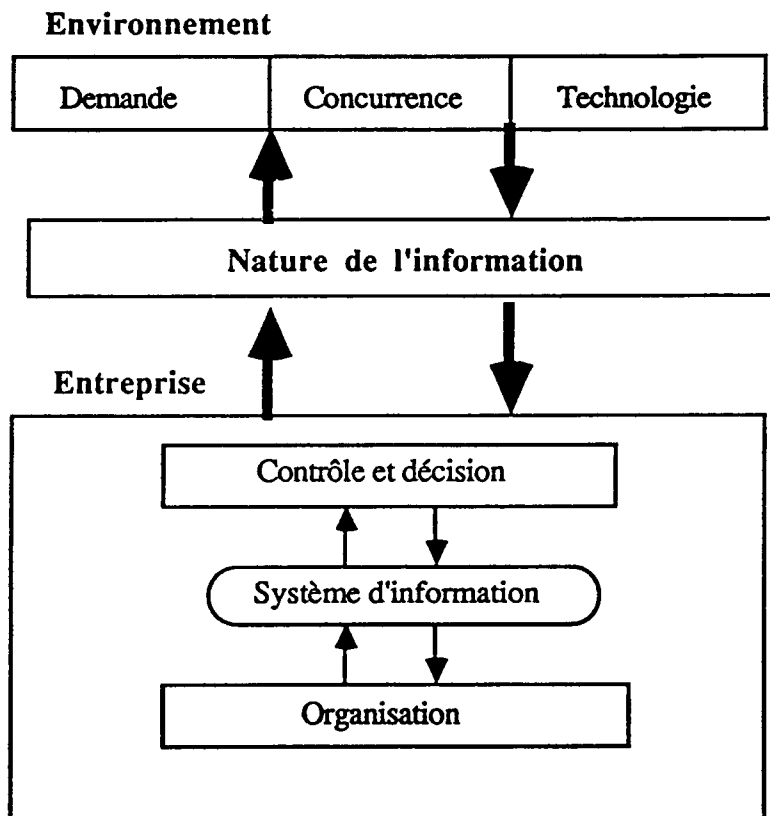 Environnement
Demande
Concurrence
Technologie
Nature de l'information
Entreprise
Contrôle et décision
Système d'information
Organisation